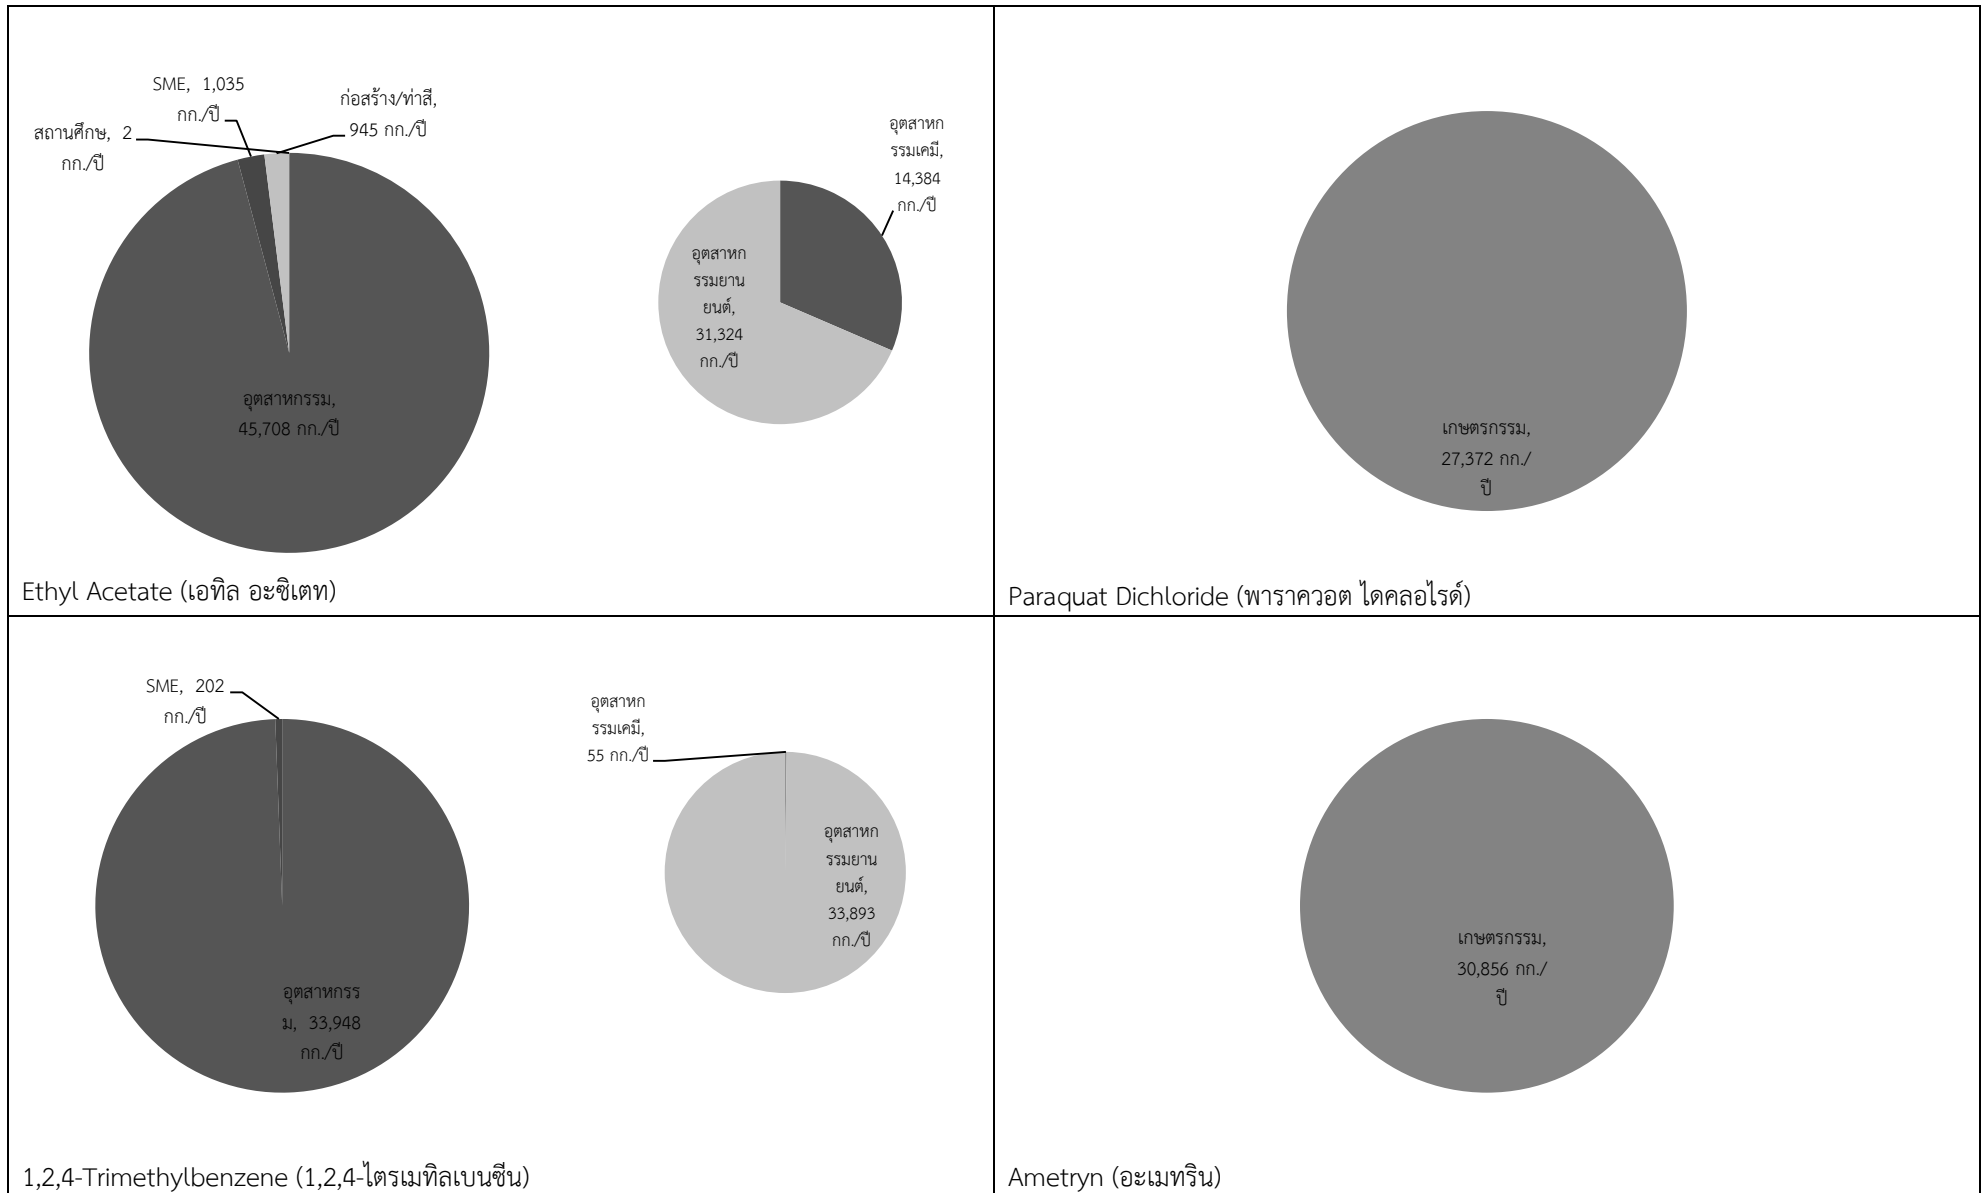 SME, 1,035
กก./ปี
ก่อสร้าง/ท่าสี,
945 กก./ปี
สถานศึกษ, 2
กก./ปี
อุตสาหกรรม,
45,708 กก./ปี
อุตสาหก
รรมเคมี,
14,384
กก./ปี
อุตสาหก
รรมยาน
ยนต์,
31,324
กก./ปี
Ethyl Acetate (เอทิล อะซิเตท)
เกษตรกรรม,
27,372 กก./
ปี
Paraquat Dichloride (พาราควอต ไดคลอไรด์)
SME, 202
กก./ปี
อุตสาหกรร
ม, 33,948
กก./ปี
อุตสาหก
รรมเคมี,
55 กก./ปี
อุตสาหก
รรมยาน
ยนต์,
33,893
กก./ปี
1,2,4-Trimethylbenzene (1,2,4-ไตรเมทิลเบนซีน)
เกษตรกรรม,
30,856 กก./
ปี
Ametryn (อะเมทริน)